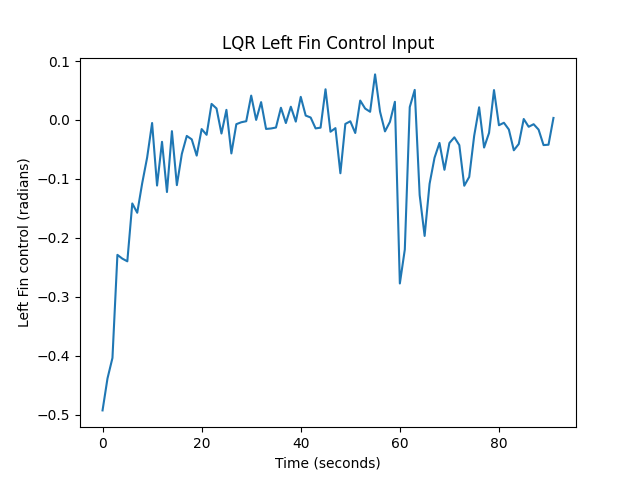 LQR Left Fin Control Input
Left Fin control (radians)
0.1
0.0
−0.1
−0.2
−0.3
−0.4
−0.5
0 20 40 60 80
Time (seconds)